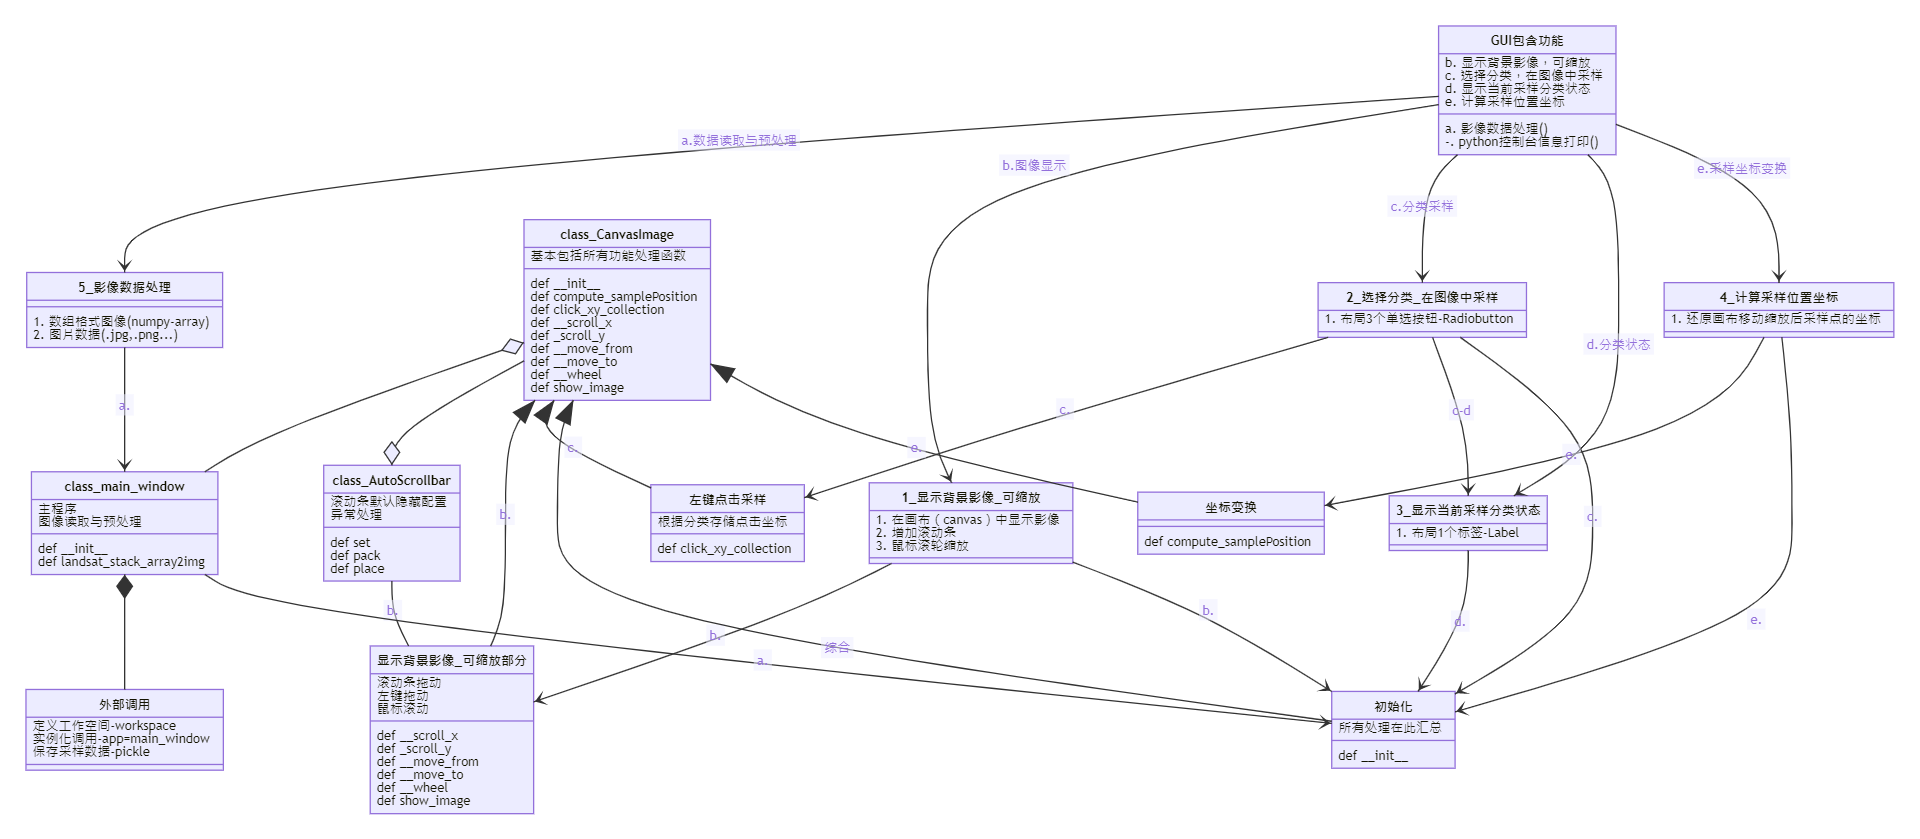 GUI包含功能
b. 显示背景影像，可缩放
c. 选择分类，在图像中采样
d. 显示当前采样分类状态
e. 计算采样位置坐标
a. 影像数据处理()
-. python控制台信息打印()
a.数据读取与预处理
b.图像显示
e.采样坐标变换
c.分类采样
class_CanvasImage
基本包括所有功能处理函数
def __init__
def compute_samplePosition
def click_xy_collection
def __scroll_x
def _scroll_y
def __move_from
def __move_to
def __wheel
def show_image
5_影像数据处理
1. 数组格式图像(numpy-array)
2. 图片数据(.jpg,.png...)
2_选择分类_在图像中采样
1. 布局3个单选按钮-Radiobutton
4_计算采样位置坐标
1. 还原画布移动缩放后采样点的坐标
d.分类状态
a.
c.
c-d
c.
e.
e.
class_main_window
主程序
图像读取与预处理
def __init__
def landsat_stack_array2img
class_AutoScrollbar
滚动条默认隐藏配置
异常处理
def set
def pack
def place
b.
左键点击采样
根据分类存储点击坐标
def click_xy_collection
1_显示背景影像_可缩放
1. 在画布（canvas）中显示影像
2. 增加滚动条
3. 鼠标滚轮缩放
坐标变换
def compute_samplePosition
3_显示当前采样分类状态
1. 布局1个标签-Label
c.
b.
b.
b.
d.
e.
综合
a.
外部调用
定义工作空间-workspace
实例化调用-app=main_window
保存采样数据-pickle
显示背景影像_可缩放部分
滚动条拖动
左键拖动
鼠标滚动
def __scroll_x
def _scroll_y
def __move_from
def __move_to
def __wheel
def show_image
初始化
所有处理在此汇总
def __init__